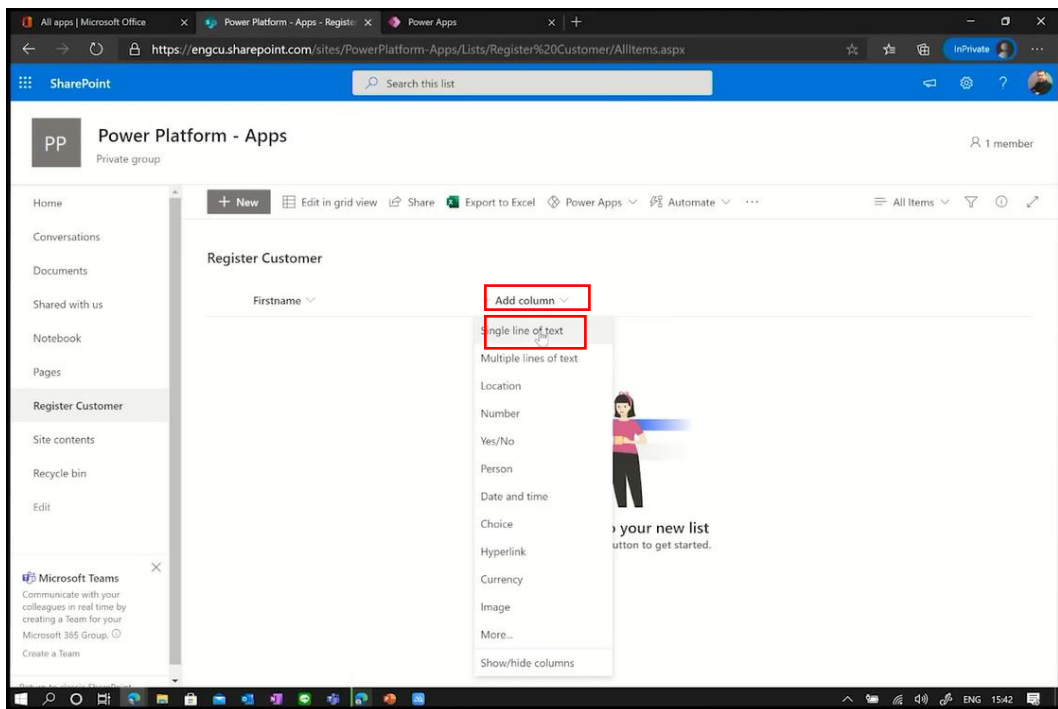 All apps | Microsoft Office
Power Platform - Apps - Register
Power Apps
https://engcu.sharepoint.com/sites/PowerPlatform-Apps/Lists/Register%20Customer/AllItems.aspx
InPrivate
SharePoint
Search this list
?
PP
Power Platform - Apps
Private group
1 member
Home
Conversations
Documents
Shared with us
Notebook
Pages
Register Customer
Site contents
Recycle bin
Edit
Microsoft Teams
Communicate with your
colleagues in real time by
creating a Team for your
Microsoft 365 Group.
Create a Team
Return to classic SharePoint
+ New
Edit in grid view
Share
Export to Excel
Power Apps
Automate
...
All Items
Register Customer
Firstname
Add column
Single line of text
Multiple lines of text
Location
Number
Yes/No
Person
Date and time
Choice
Hyperlink
Currency
Image
More...
Show/hide columns
your new list
utton to get started.
ENG
15:42